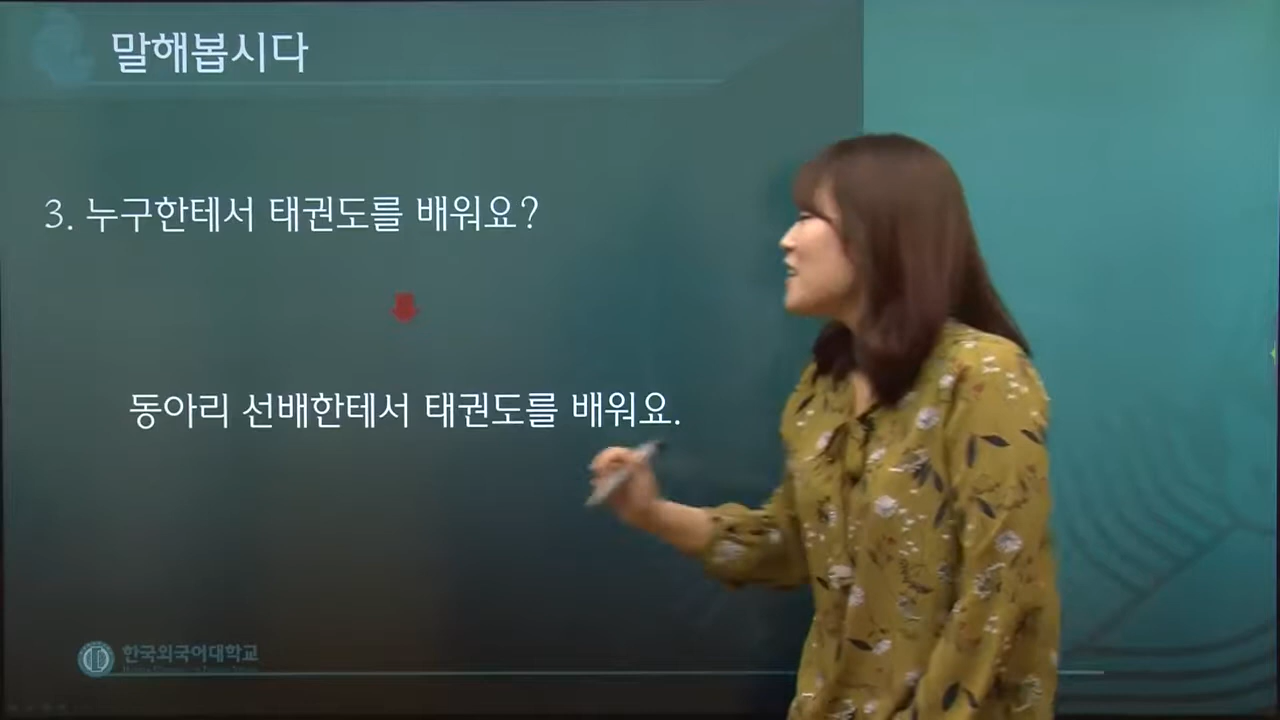 말해봅시다
3. 누구한테서 태권도를 배워요?
동아리 선배한테서 태권도를 배워요.
한국외국어대학교